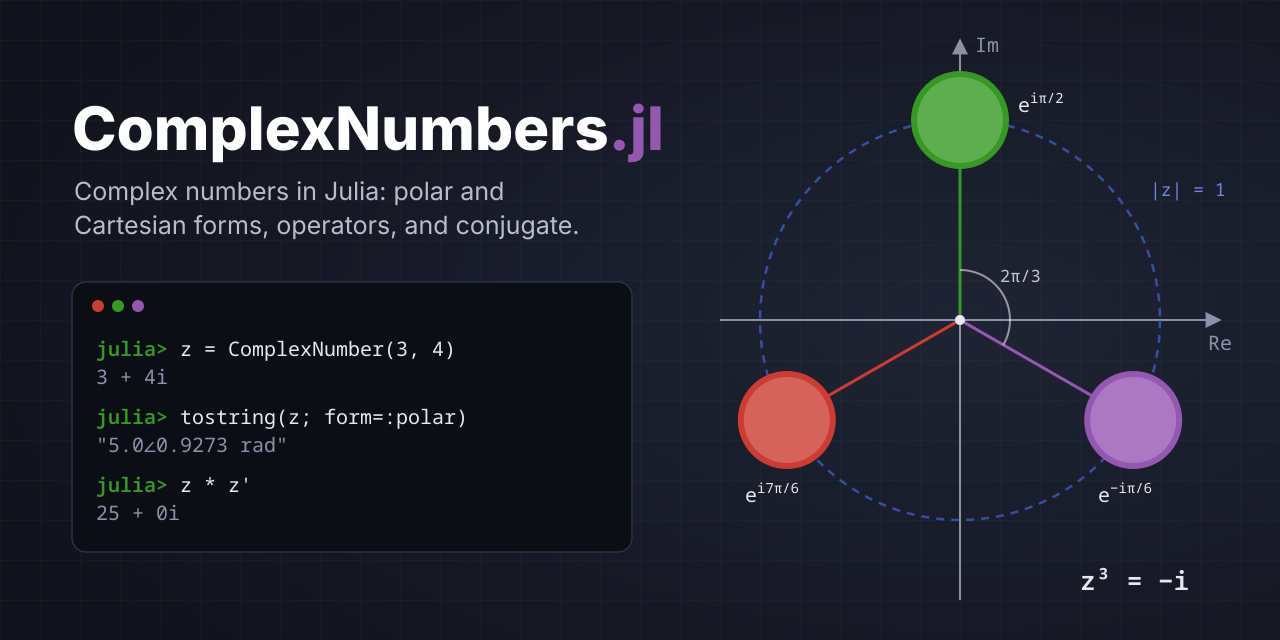 ComplexNumbers.jl
Complex numbers in Julia: polar and
Cartesian forms, operators, and conjugate.
julia> z = ComplexNumber(3, 4)
3 + 4i
julia> tostring(z; form=:polar)
"5.0∠0.9273 rad"
julia> z * z'
25 + 0i
Im
e^{iπ/2}
|z| = 1
2π/3
Re
e^{i7π/6}
e^{−iπ/6}
z³ = −i